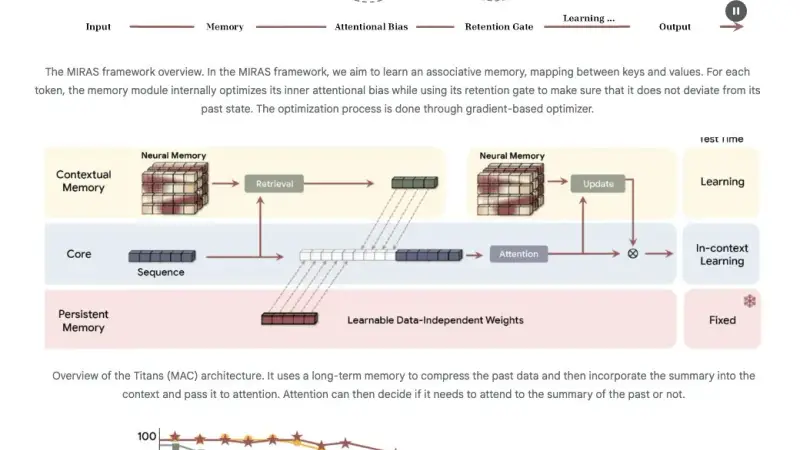 Input Memory Attentional Bias Retention Gate Learning ... Output
The MIRAS framework overview. In the MIRAS framework, we aim to learn an associative memory, mapping between keys and values. For each
token, the memory module internally optimizes its inner attentional bias while using its retention gate to make sure that it does not deviate from its
past state. The optimization process is done through gradient-based optimizer.
Test Time
Contextual
Memory
Neural Memory
Retrieval
Neural Memory
Update
Learning
Core
Sequence
Attention
In-context
Learning
Persistent
Memory
Learnable Data-Independent Weights
Fixed
Overview of the Titans (MAC) architecture. It uses a long-term memory to compress the past data and then incorporate the summary into the
context and pass it to attention. Attention can then decide if it needs to attend to the summary of the past or not.
100